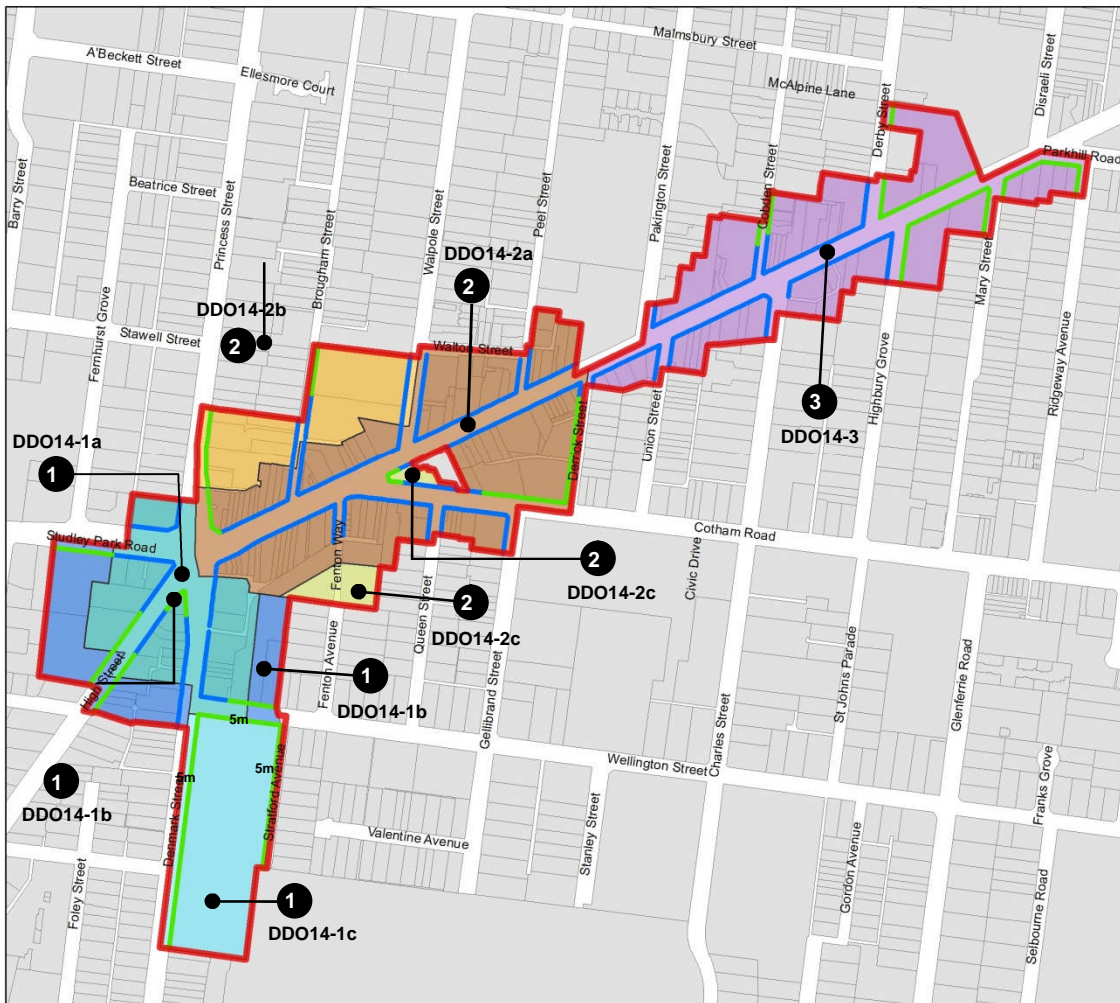 Malmsbury Street
A'Beckett Street
Ellesmore Court
McAlpine Lane
Disraeli Street
Derby Street
Parkhill Road
Barry Street
Beatrice Street
Princess Street
Brougham Street
Walpole Street
Peel Street
Pakington Street
Cobden Street
Mary Street
Ridgeway Avenue
Highbury Grove
Fernhurst Grove
Stawell Street
DDO14-2b
2
DDO14-2a
2
Walton Street
3
DDO14-3
Union Street
Derrick Street
DDO14-1a
1
Studley Park Road
Cotham Road
Fenton Way
2
DDO14-2c
2
DDO14-2c
Civic Drive
Queen Street
Fenton Avenue
Gellibrand Street
St Johns Parade
Glenferrie Road
High Street
1
DDO14-1b
5m
5m
5m
Charles Street
Wellington Street
1
DDO14-1b
Denmark Street
Stratford Avenue
Valentine Avenue
Stanley Street
Franks Grove
Gordon Avenue
Selbourne Road
Foley Street
1
DDO14-1c